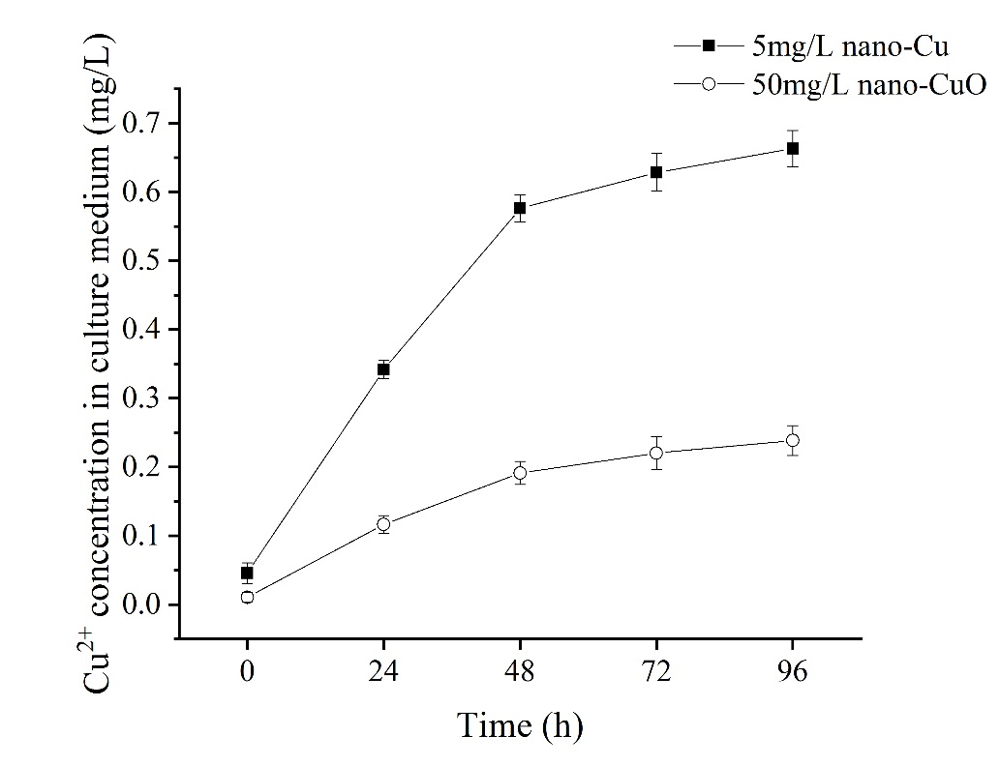 5mg/L nano-Cu
50mg/L nano-CuO
Cu²⁺ concentration in culture medium (mg/L)
0.7
0.6
0.5
0.4
0.3
0.2
0.1
0.0
0 24 48 72 96
Time (h)